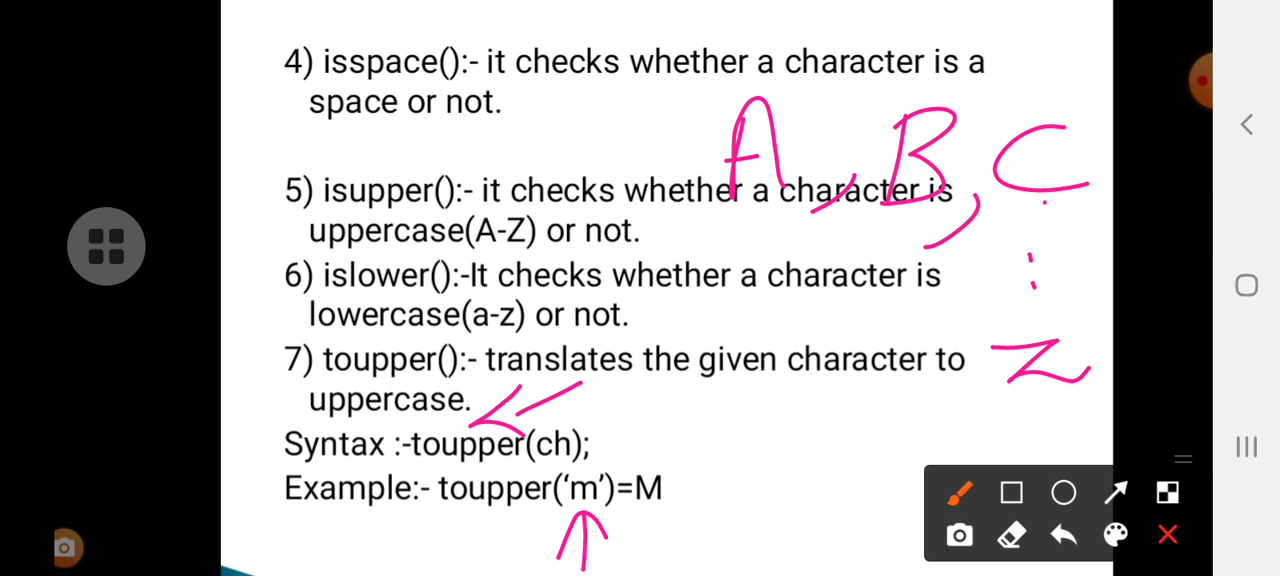 4) isspace():- it checks whether a character is a
space or not.
A, B, C
5) isupper():- it checks whether a character is
uppercase(A-Z) or not.
6) islower():-It checks whether a character is
lowercase(a-z) or not.
7) toupper():- translates the given character to
Z
uppercase.
Syntax :-toupper(ch);
Example:- toupper(‘m’)=M